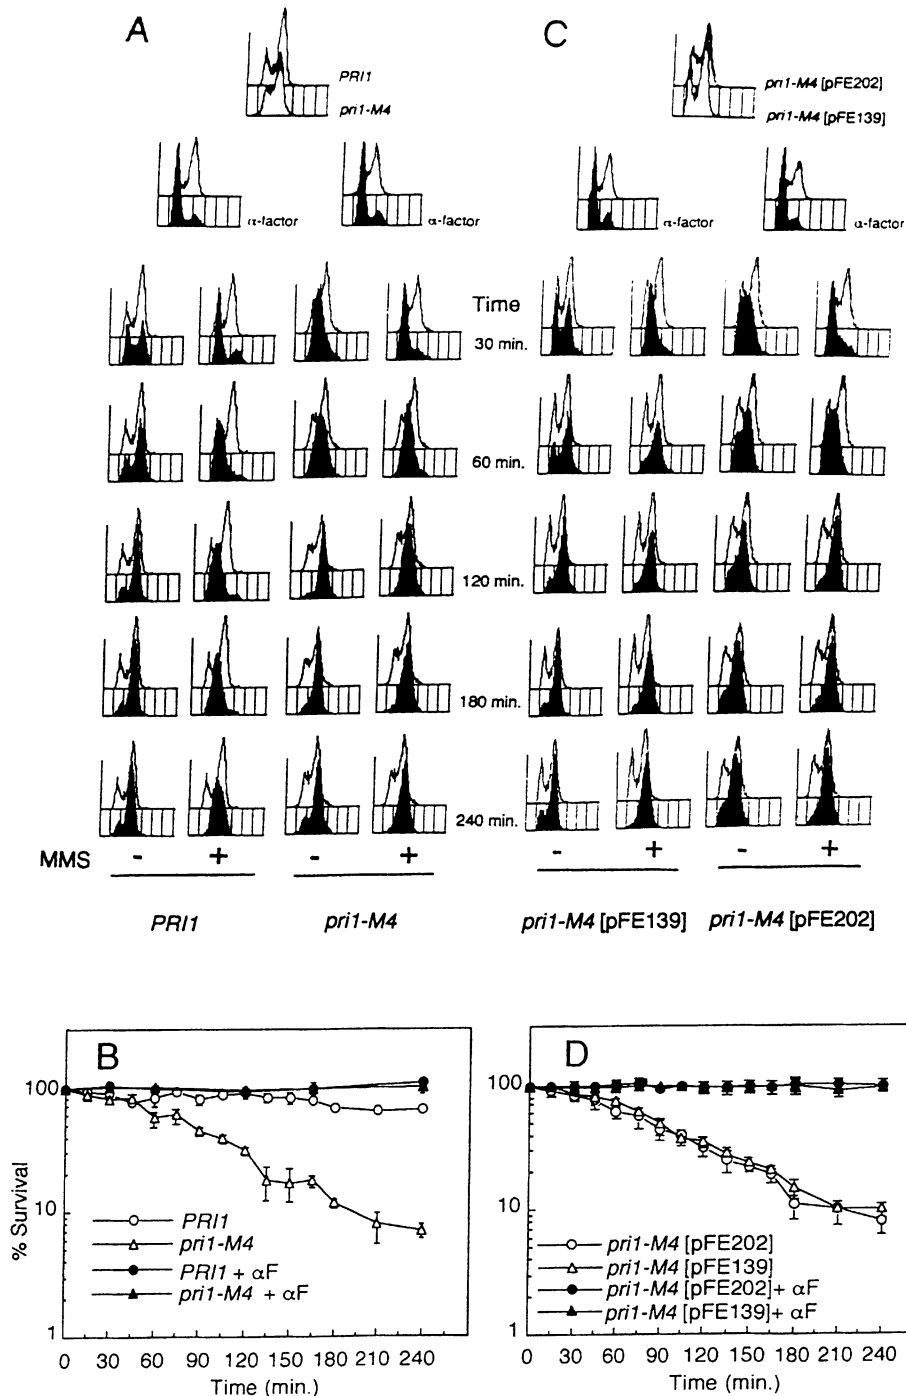 A
PRI1
pri1-M4
α-factor
α-factor
C
pri1-M4 [pFE202]
pri1-M4 [pFE139]
α-factor
α-factor
Time
30 min.
60 min.
120 min.
180 min.
240 min.
MMS - + - +
- + - +
PRI1
pri1-M4
pri1-M4 [pFE139]
pri1-M4 [pFE202]
B
% Survival
100
10
1
PRI1
pri1-M4
PRI1 + αF
pri1-M4 + αF
0 30 60 90 120 150 180 210 240
Time (min.)
D
100
10
1
pri1-M4 [pFE202]
pri1-M4 [pFE139]
pri1-M4 [pFE202]+ αF
pri1-M4 [pFE139]+ αF
0 30 60 90 120 150 180 210 240
Time (min.)